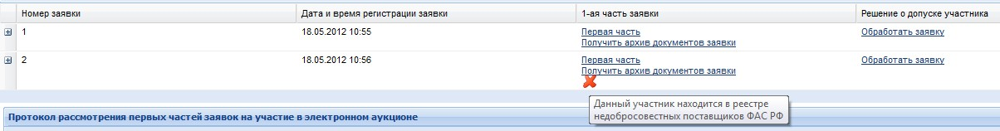 Номер заявки Дата и время регистрации заявки 1-ая часть заявки Решение о допуске участника
1 18.05.2012 10:55 Первая часть Обработать заявку
Получить архив документов заявки
2 18.05.2012 10:56 Первая часть Обработать заявку
Получить архив документов заявки
Данный участник находится в реестре
недобросовестных поставщиков ФАС РФ
Протокол рассмотрения первых частей заявок на участие в электронном аукционе